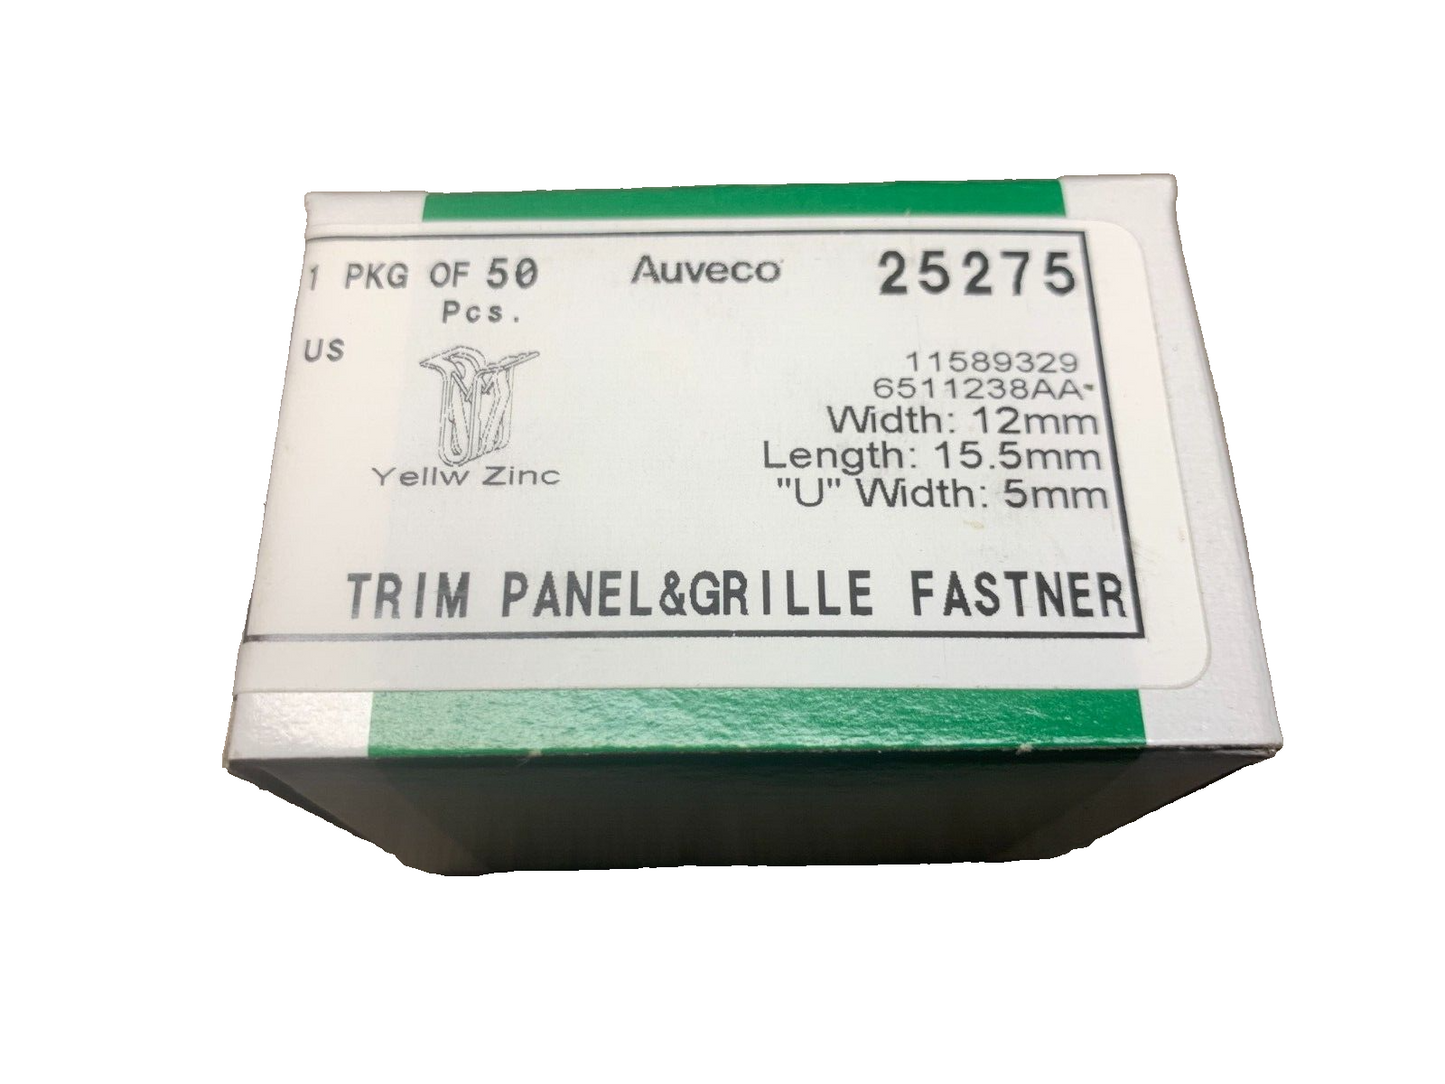 1 PKG OF 50 Auveco 25275
Pcs.
US
11589329
6511238AA
Width: 12mm
Length: 15.5mm
Yellw Zinc
"U" Width: 5mm
TRIM PANEL&GRILLE FASTNER